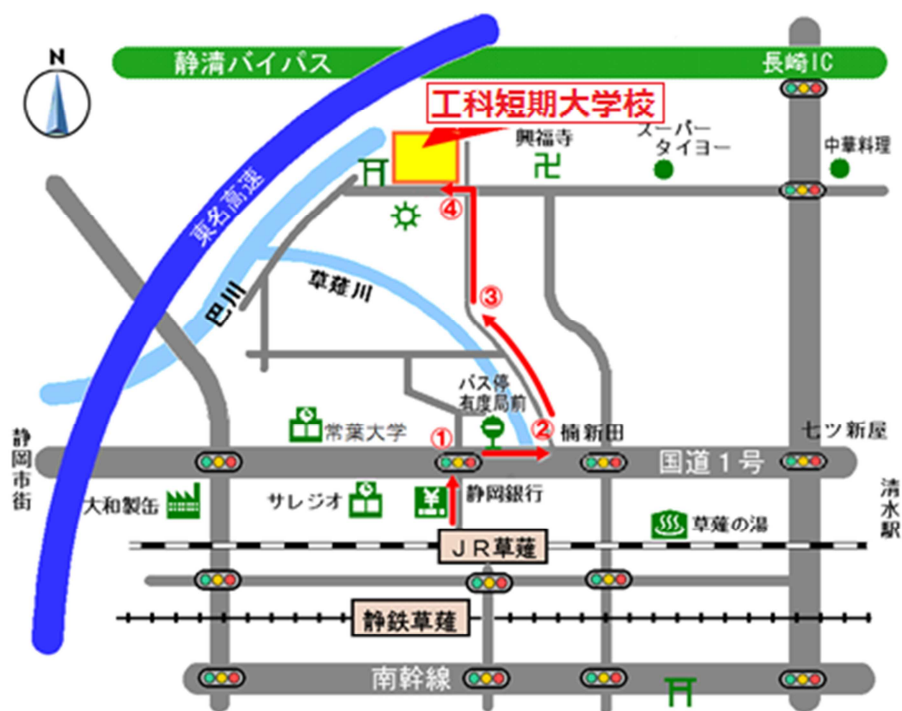 N
静清バイパス
長崎IC
工科短期大学校
興福寺
スーパー
タイヨー
中華料理
東名高速
④
巴川
草薙川
③
バス停
有度局前
静岡市街
常葉大学
①
②
楠新田
七ツ新屋
国道1号
大和製缶
サレジオ
¥
静岡銀行
草薙の湯
清水駅
JR草薙
静鉄草薙
南幹線